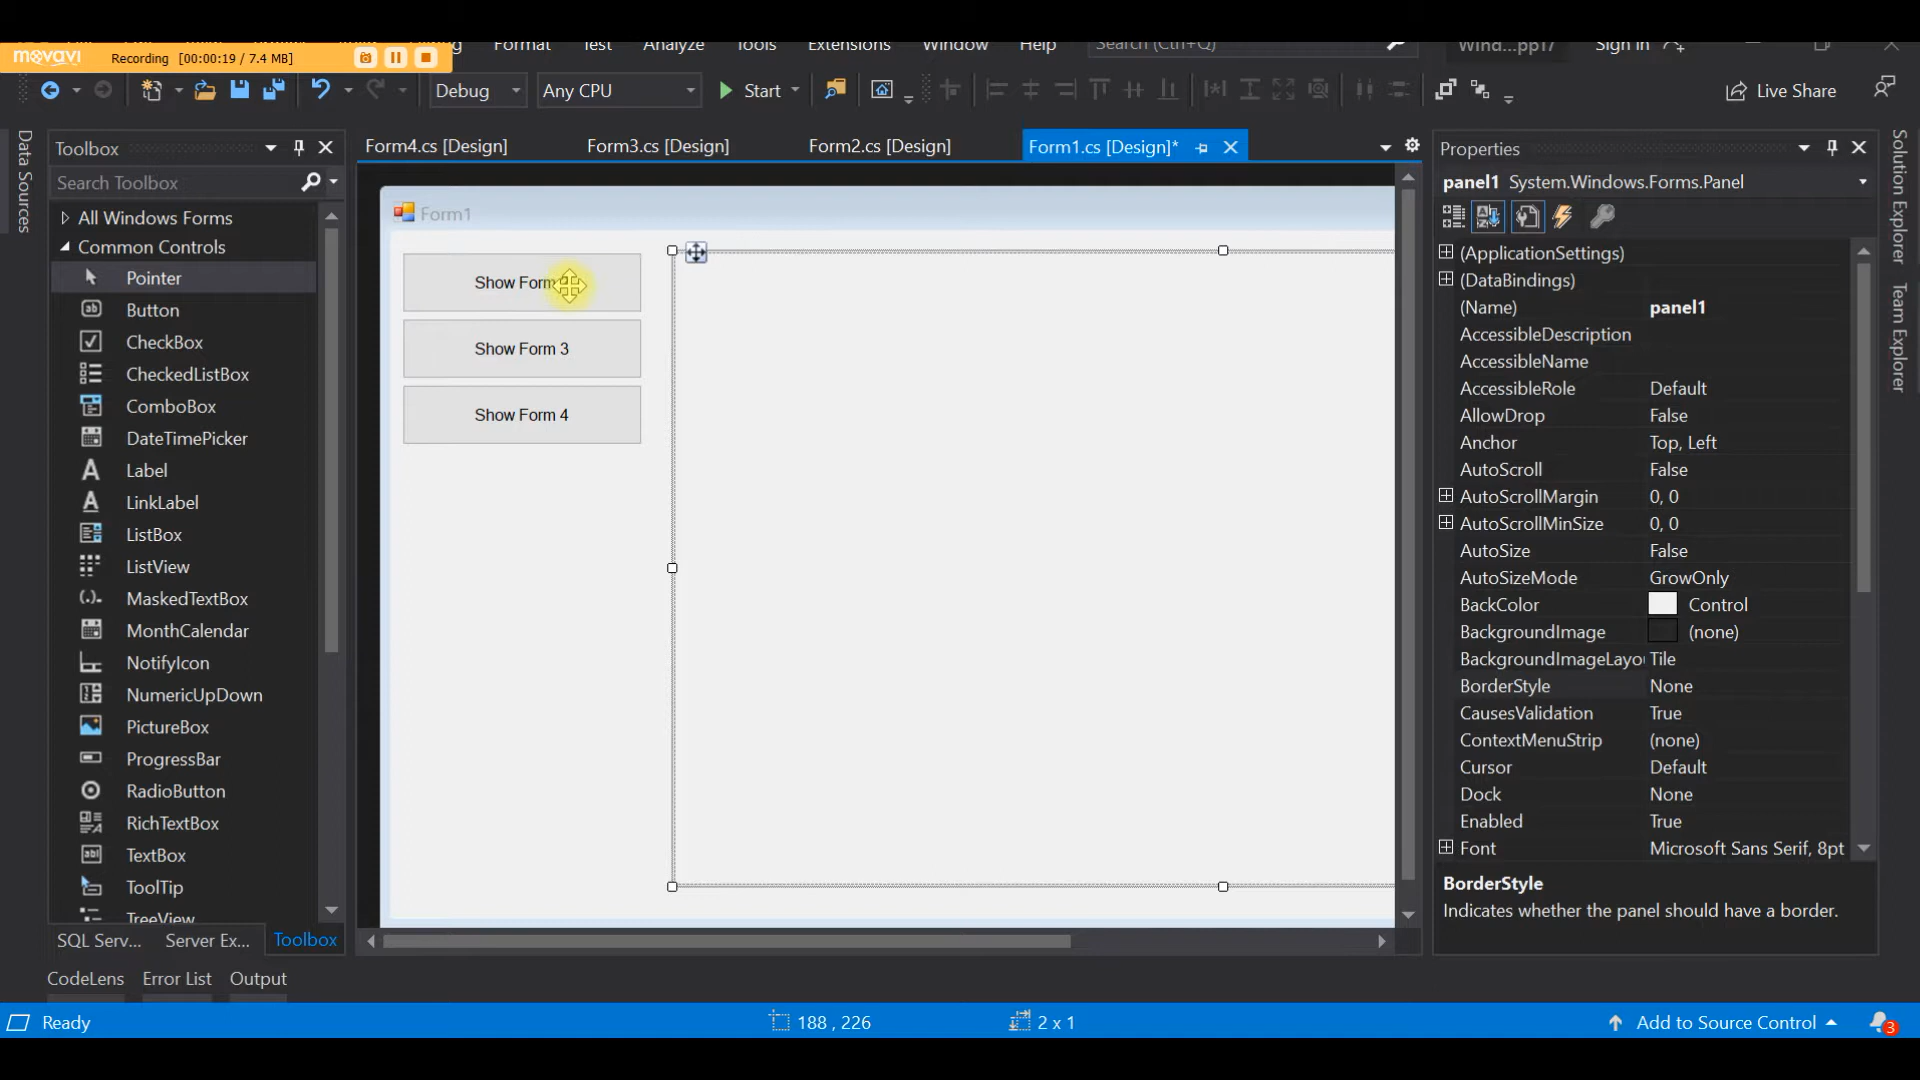 movavi Recording [00:00:19 / 7.4 MB]
Format Test Analyze Tools Extensions Window Help Search (Ctrl+Q) Sign in
Debug Any CPU Start Live Share
Data Sources
Toolbox
Search Toolbox
All Windows Forms
Common Controls
Pointer
Button
CheckBox
CheckedListBox
ComboBox
DateTimePicker
Label
LinkLabel
ListBox
ListView
MaskedTextBox
MonthCalendar
NotifyIcon
NumericUpDown
PictureBox
ProgressBar
RadioButton
RichTextBox
TextBox
ToolTip
TreeView
SQL Serv... Server Ex... Toolbox
Form4.cs [Design] Form3.cs [Design] Form2.cs [Design] Form1.cs [Design]*
Form1
Show Form
Show Form 3
Show Form 4
Properties
panel1 System.Windows.Forms.Panel
(ApplicationSettings)
(DataBindings)
(Name) panel1
AccessibleDescription
AccessibleName
AccessibleRole Default
AllowDrop False
Anchor Top, Left
AutoScroll False
AutoScrollMargin 0, 0
AutoScrollMinSize 0, 0
AutoSize False
AutoSizeMode GrowOnly
BackColor Control
BackgroundImage (none)
BackgroundImageLayou Tile
BorderStyle None
CausesValidation True
ContextMenuStrip (none)
Cursor Default
Dock None
Enabled True
Font Microsoft Sans Serif, 8pt
BorderStyle
Indicates whether the panel should have a border.
Solution Explorer
Team Explorer
CodeLens Error List Output
Ready 188 , 226 2 x 1 Add to Source Control 3